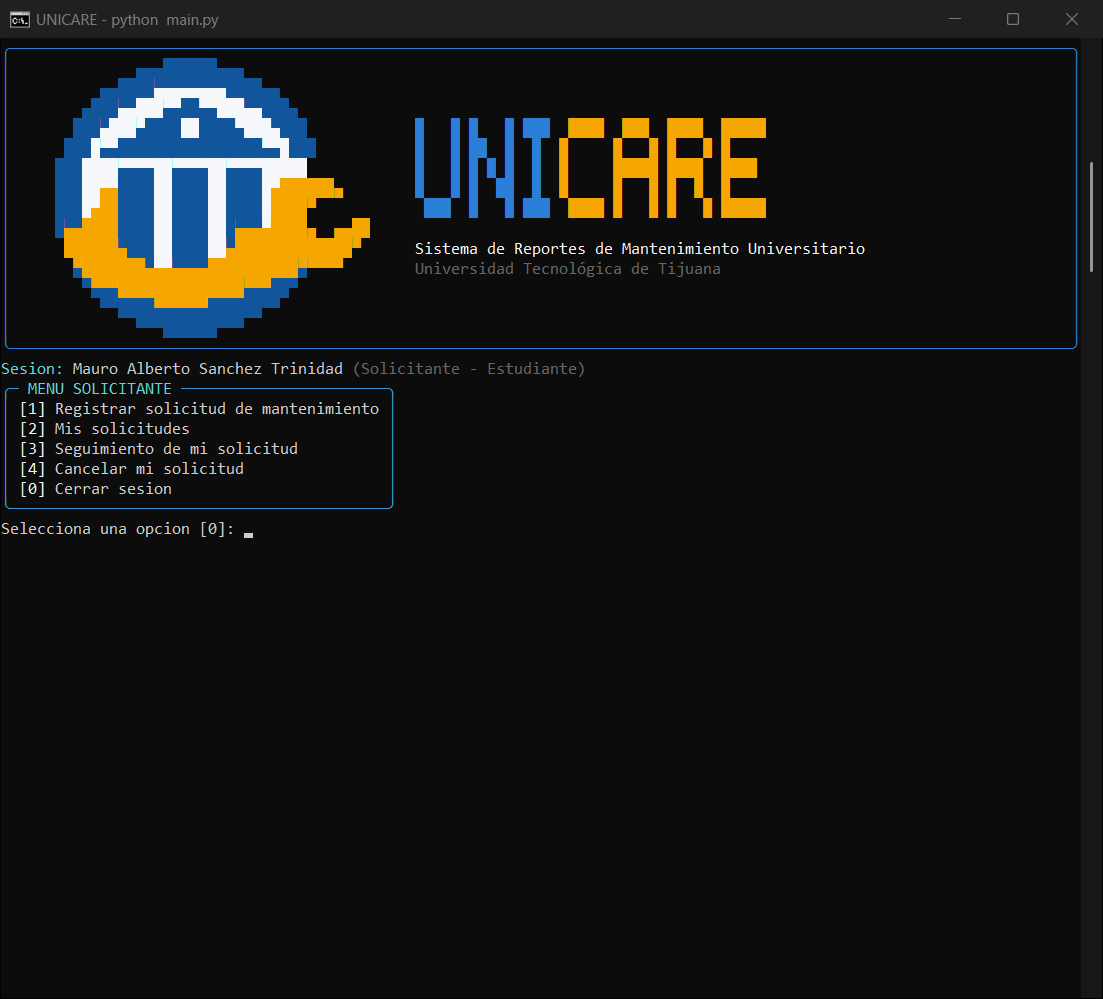 UNICARE - python  main.py
UNICARE
Sistema de Reportes de Mantenimiento Universitario
Universidad Tecnológica de Tijuana
Sesion: Mauro Alberto Sanchez Trinidad (Solicitante - Estudiante)
MENU SOLICITANTE
[1] Registrar solicitud de mantenimiento
[2] Mis solicitudes
[3] Seguimiento de mi solicitud
[4] Cancelar mi solicitud
[0] Cerrar sesion
Selecciona una opcion [0]: